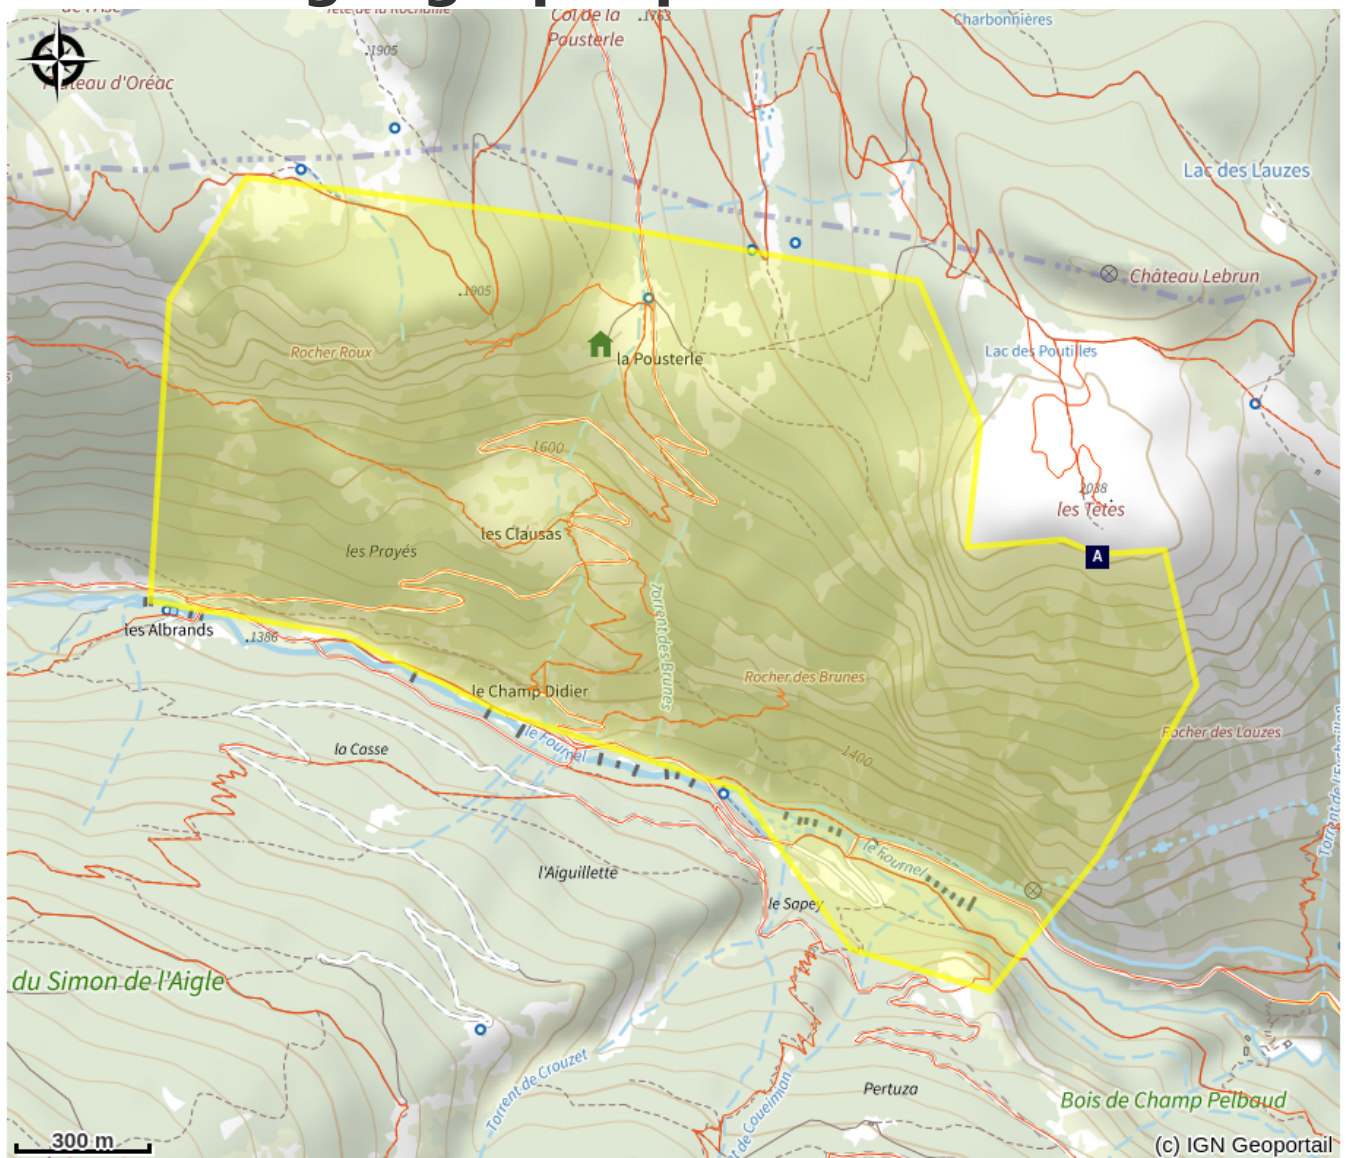 Col de la
Pousterle
.1763
Charbonnières
1905
Plateau d'Oréac
Lac des Lauzes
Château Lebrun
.1905
Rocher Roux
la Pousterle
Lac des Poutilles
1600
2038
les Têtes
les Clausas
les Prayés
A
Torrent des Brunes
les Albrands
.1386
Rocher des Brunes
le Champ Didier
Rocher des Lauzes
la Casse
le Fournel
1400
le Fournel
l'Aiguillette
le Sapey
du Simon de l'Aigle
Torrent de Crouzet
Pertuza
Bois de Champ Pelbaud
300 m
(c) IGN Geoportail